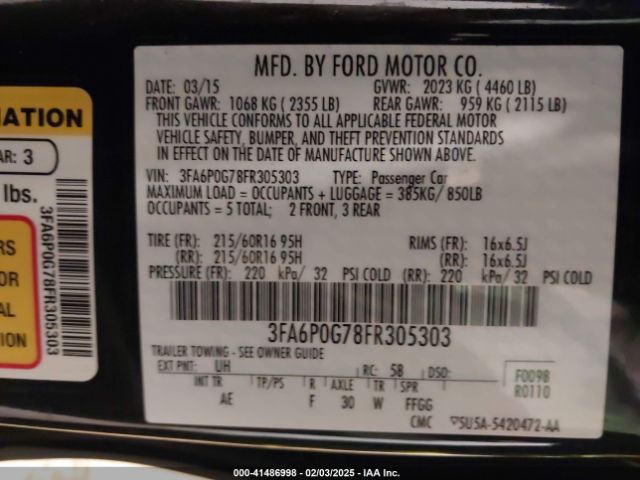 MFD. BY FORD MOTOR CO.
DATE: 03/15 GVWR: 2023 KG ( 4460 LB)
FRONT GAWR: 1068 KG ( 2355 LB) REAR GAWR: 959 KG ( 2115 LB)
THIS VEHICLE CONFORMS TO ALL APPLICABLE FEDERAL MOTOR
VEHICLE SAFETY, BUMPER, AND THEFT PREVENTION STANDARDS
IN EFFECT ON THE DATE OF MANUFACTURE SHOWN ABOVE.
VIN: 3FA6P0G78FR305303 TYPE: Passenger Car
MAXIMUM LOAD = OCCUPANTS + LUGGAGE = 385KG/ 850LB
OCCUPANTS = 5 TOTAL; 2 FRONT, 3 REAR
TIRE (FR): 215/60R16 95H RIMS (FR): 16x6.5J
(RR): 215/60R16 95H (RR): 16x6.5J
PRESSURE (FR): 220 kPa/ 32 PSI COLD (RR): 220 kPa/ 32 PSI COLD
3FA6P0G78FR305303
TRAILER TOWING - SEE OWNER GUIDE
EXT PNT: UH RC: 58 DSO:
INT TR TP/PS R AXLE TR SPR
AE F 30 W FFGG
F0098
R0110
CMC 5U5A-5420472-AA
MATION
AR: 3
lbs.
RS
OR
AL
ION
3FA6P0G78FR305303
000-41486998 - 02/03/2025 - IAA Inc.